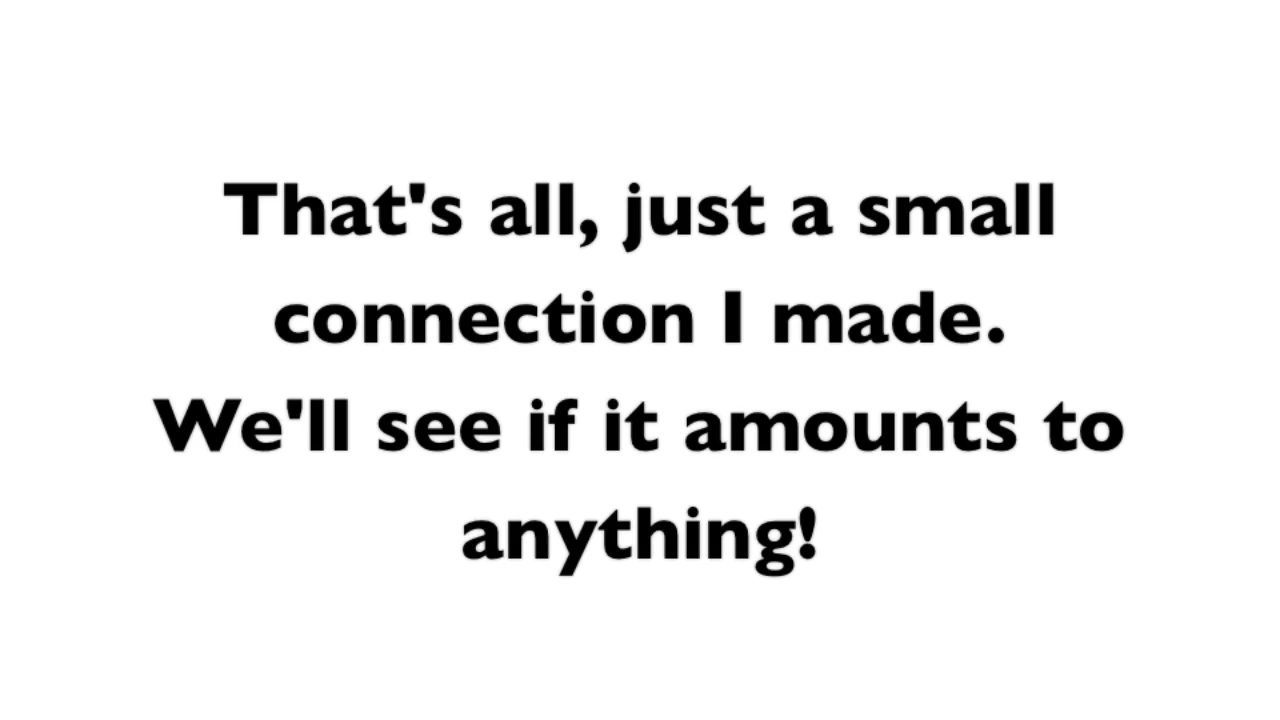 That's all, just a small
connection I made.
We'll see if it amounts to
anything!